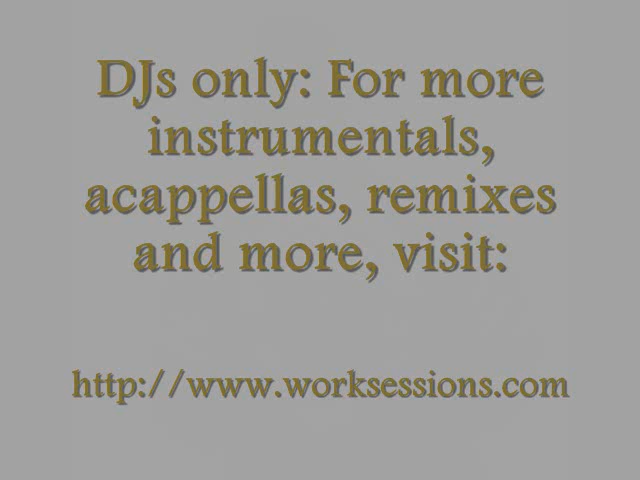 DJs only: For more
instrumentals,
acappellas, remixes
and more, visit:
http://www.worksessions.com